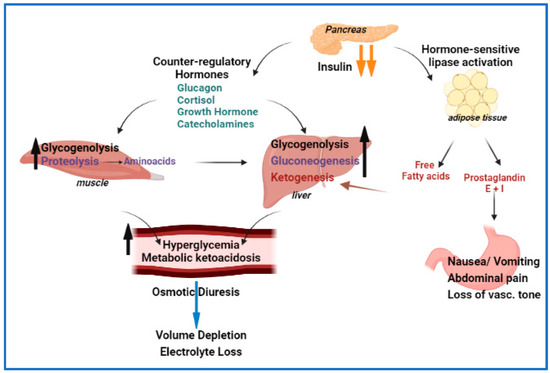 Pancreas
Insulin
Counter-regulatory
Hormones
Glucagon
Cortisol
Growth Hormone
Catecholamines
Hormone-sensitive
lipase activation
adipose tissue
Glycogenolysis
Proteolysis Aminoacids
muscle
Glycogenolysis
Gluconeogenesis
Ketogenesis
liver
Free
Fatty acids
Prostaglandin
E + I
Hyperglycemia
Metabolic ketoacidosis
Nausea/ Vomiting
Abdominal pain
Loss of vasc. tone
Osmotic Diuresis
Volume Depletion
Electrolyte Loss